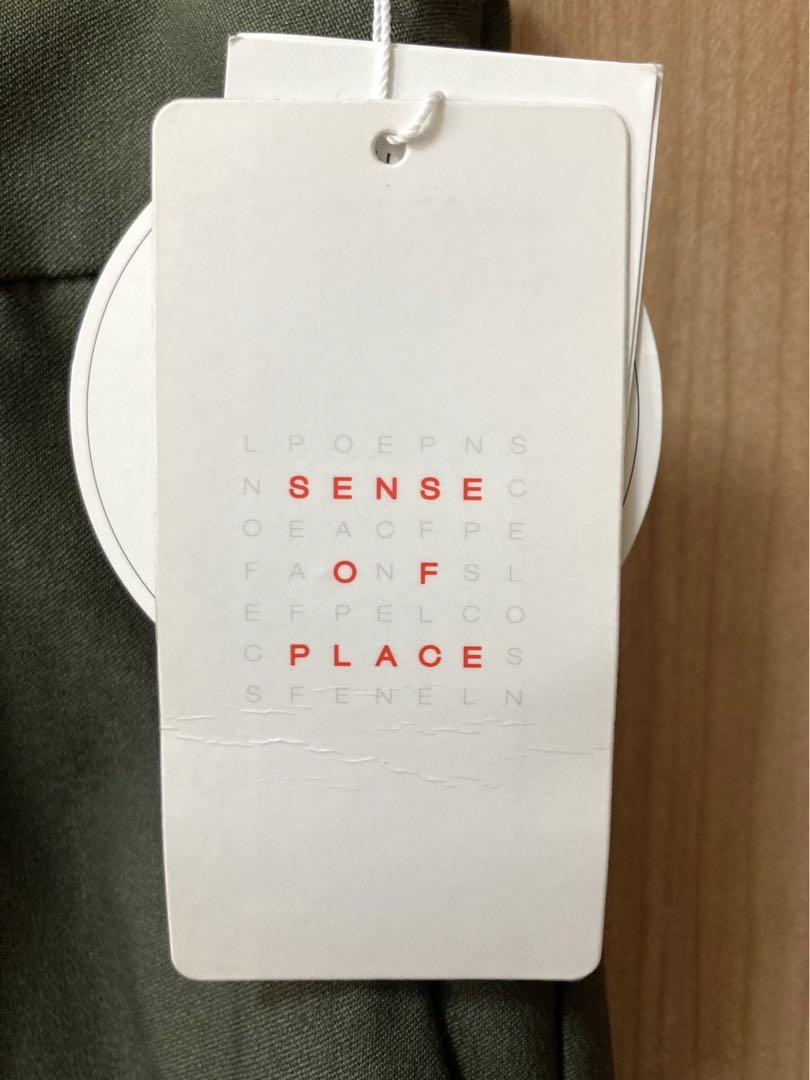 L P O E P N S
N S E N S E C
O E A C F P E
F A O N F S L
E F P E L C O
C P L A C E S
S F E N E L N